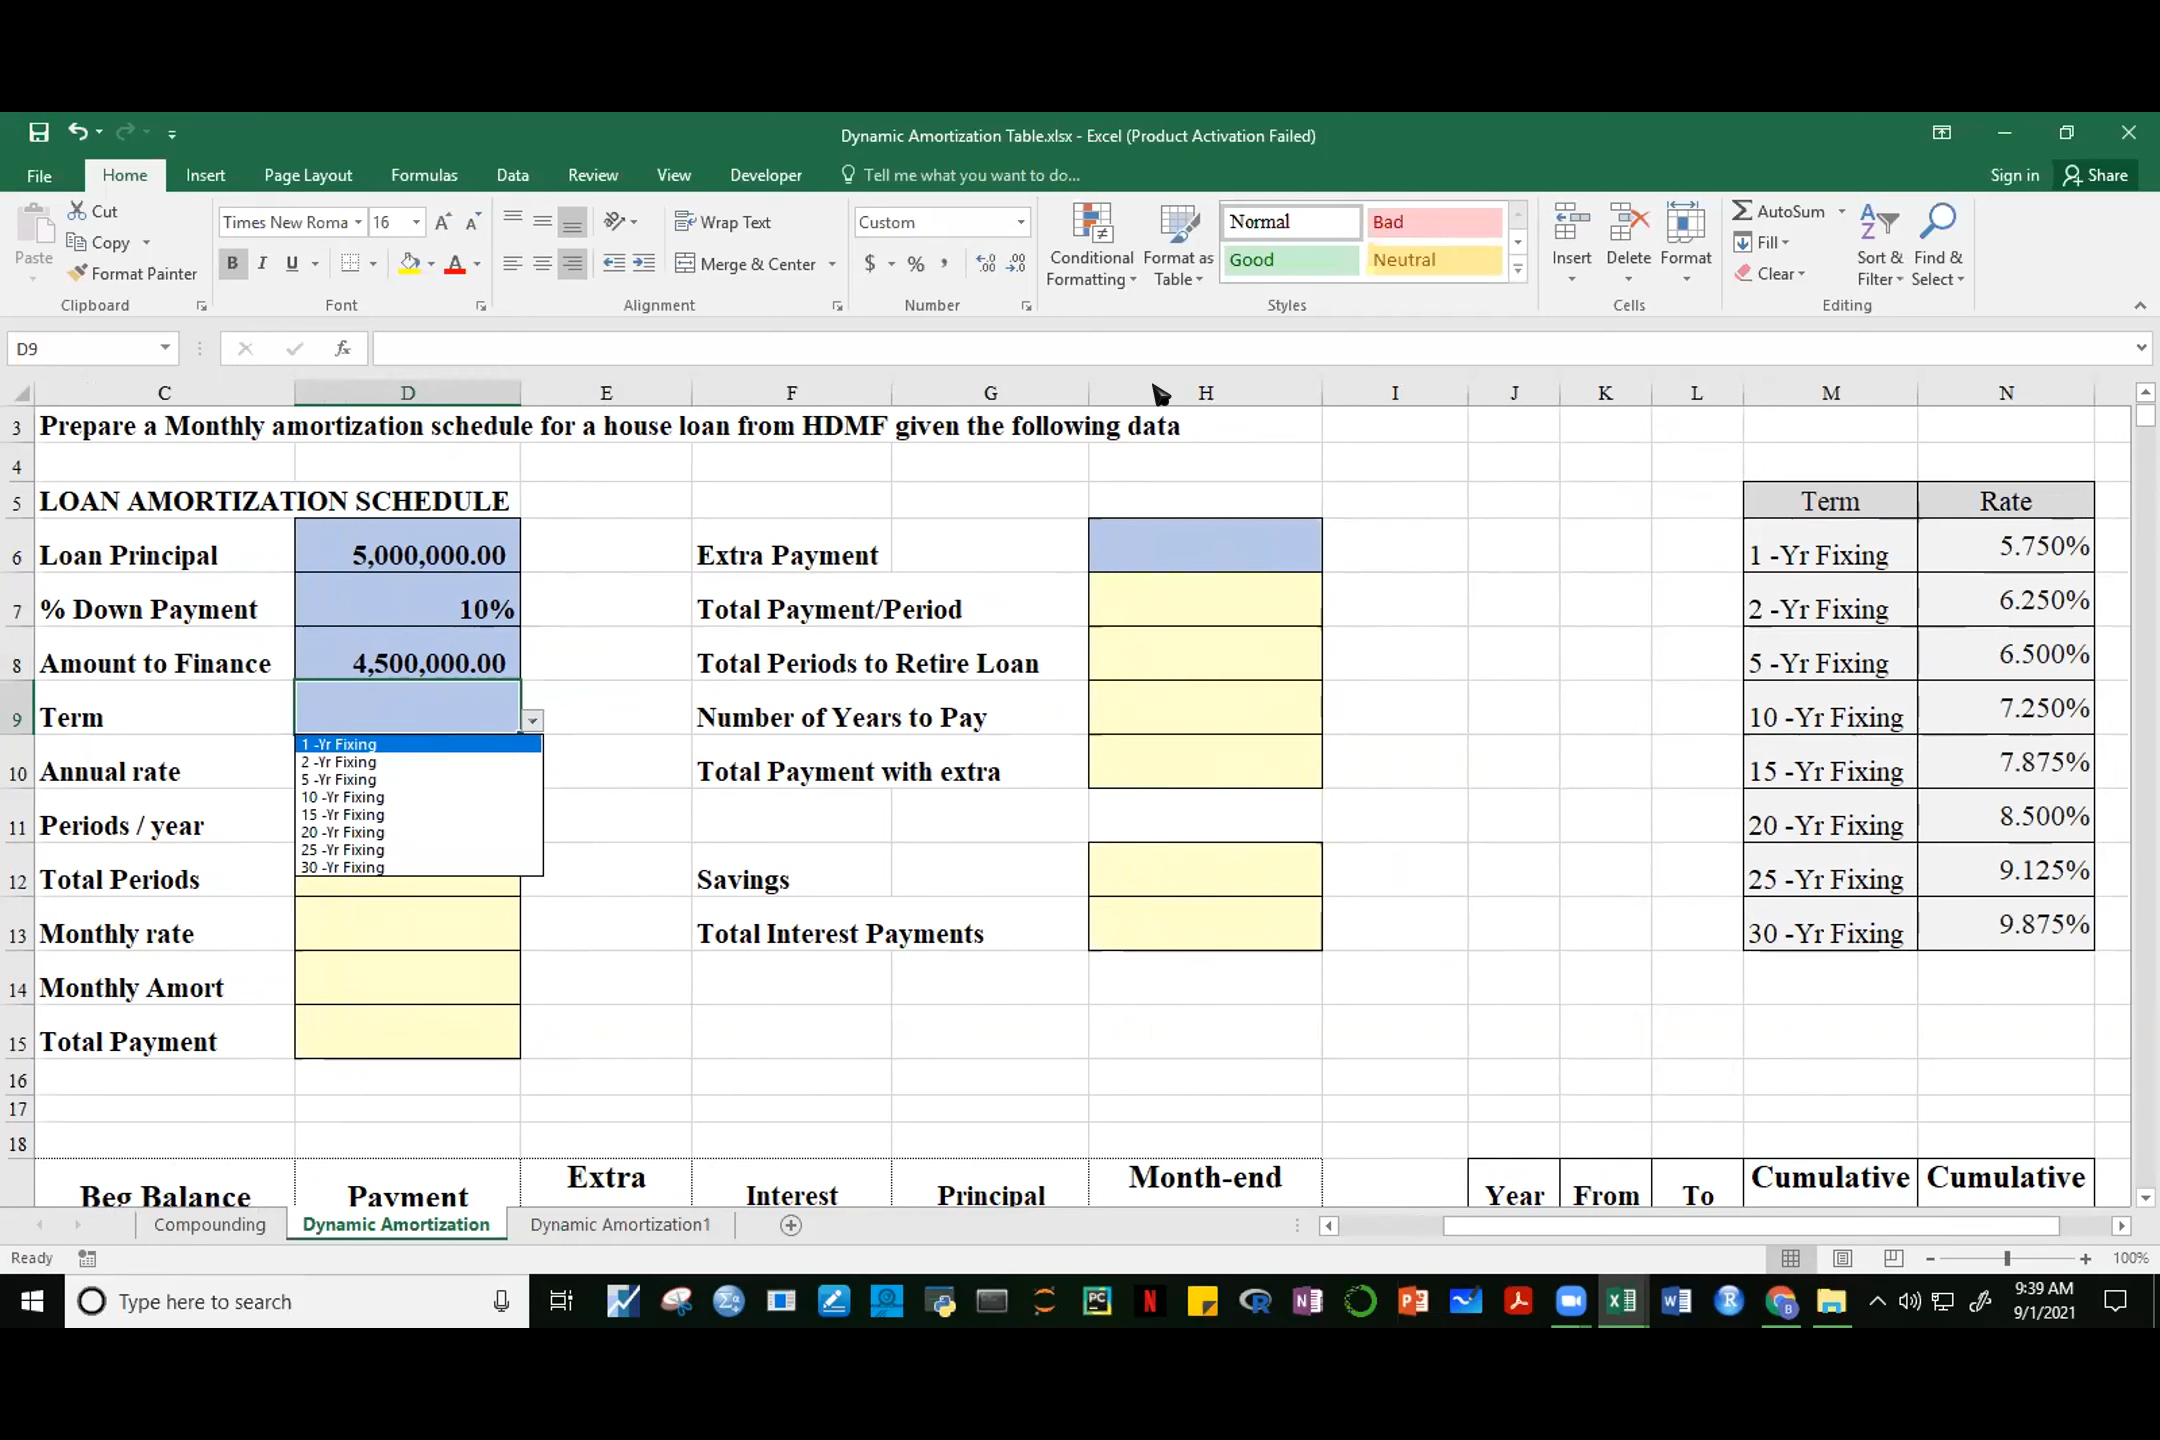 Dynamic Amortization Table.xlsx - Excel (Product Activation Failed)
File Home Insert Page Layout Formulas Data Review View Developer Tell me what you want to do... Sign in Share
Paste Cut Copy Format Painter Clipboard
Times New Roma 16 B I U A Font
Wrap Text Merge & Center Alignment
Custom $ % , Number
Conditional Formatting Format as Table Normal Bad Good Neutral Styles
Insert Delete Format Cells
AutoSum Fill Clear Sort & Filter Find & Select Editing
D9 fx
C D E F G H I J K L M N
3 Prepare a Monthly amortization schedule for a house loan from HDMF given the following data
4
5 LOAN AMORTIZATION SCHEDULE Term Rate
6 Loan Principal 5,000,000.00 Extra Payment 1 -Yr Fixing 5.750%
7 % Down Payment 10% Total Payment/Period 2 -Yr Fixing 6.250%
8 Amount to Finance 4,500,000.00 Total Periods to Retire Loan 5 -Yr Fixing 6.500%
9 Term Number of Years to Pay 10 -Yr Fixing 7.250%
1 -Yr Fixing
2 -Yr Fixing
5 -Yr Fixing
10 -Yr Fixing
15 -Yr Fixing
20 -Yr Fixing
25 -Yr Fixing
30 -Yr Fixing
10 Annual rate Total Payment with extra 15 -Yr Fixing 7.875%
11 Periods / year 20 -Yr Fixing 8.500%
12 Total Periods Savings 25 -Yr Fixing 9.125%
13 Monthly rate Total Interest Payments 30 -Yr Fixing 9.875%
14 Monthly Amort
15 Total Payment
16
17
18
Beg Balance Payment Extra Interest Principal Month-end Year From To Cumulative Cumulative
Compounding Dynamic Amortization Dynamic Amortization1
Ready 100%
Type here to search 9:39 AM
9/1/2021